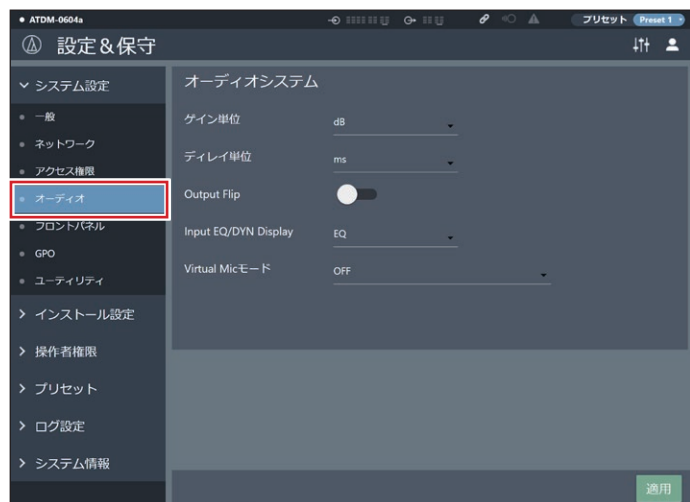 ATDM-0604a
プリセット Preset 1
設定&保守
システム設定
一般
ネットワーク
アクセス権限
オーディオ
フロントパネル
GPO
ユーティリティ
インストール設定
操作者権限
プリセット
ログ設定
システム情報
オーディオシステム
ゲイン単位 dB
ディレイ単位 ms
Output Flip
Input EQ/DYN Display EQ
Virtual Micモード OFF
適用